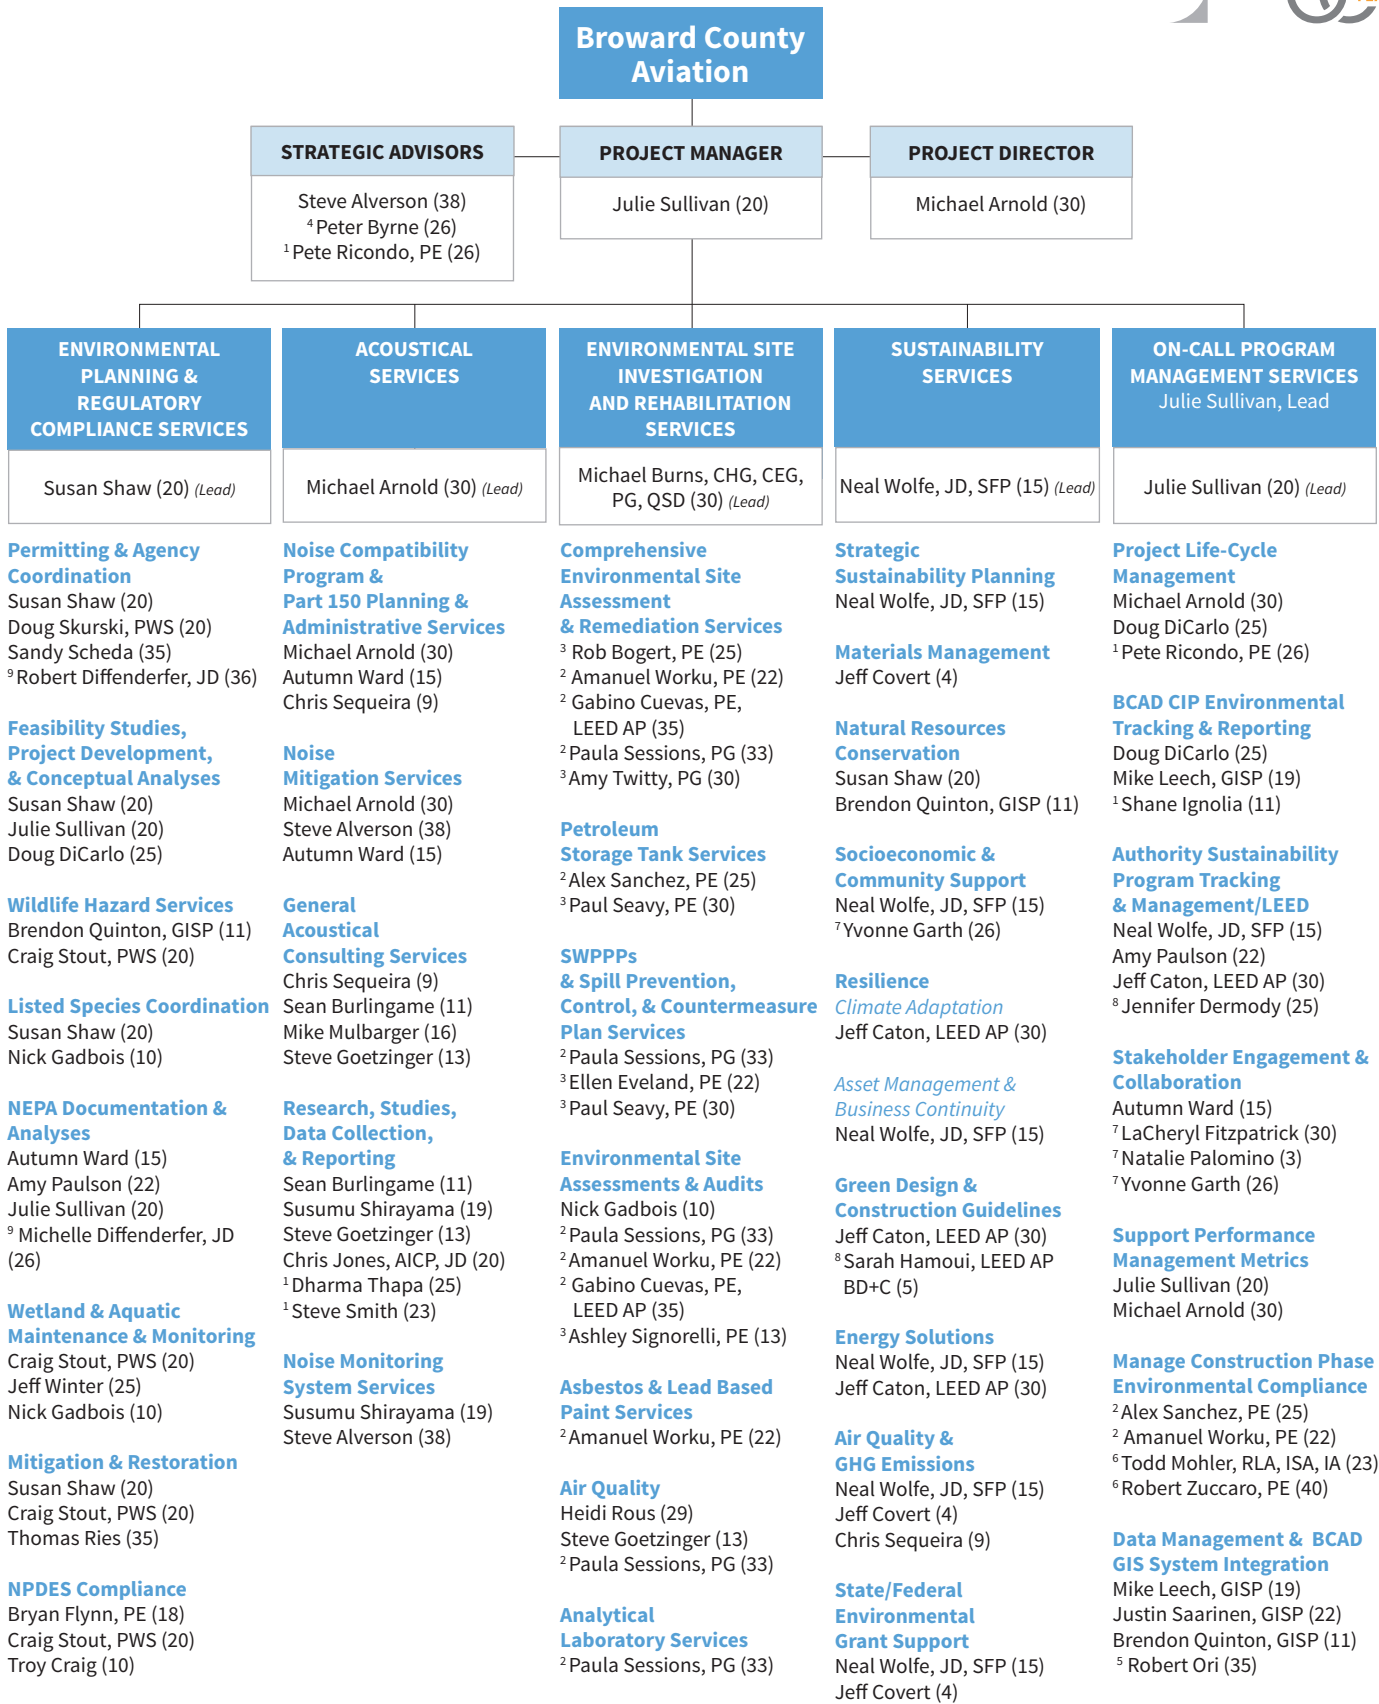 Broward County
Aviation
STRATEGIC ADVISORS
Steve Alverson (38)
4 Peter Byrne (26)
1 Pete Ricondo, PE (26)
PROJECT MANAGER
Julie Sullivan (20)
PROJECT DIRECTOR
Michael Arnold (30)
ENVIRONMENTAL
PLANNING &
REGULATORY
COMPLIANCE SERVICES
Susan Shaw (20) (Lead)
Permitting & Agency
Coordination
Susan Shaw (20)
Doug Skurski, PWS (20)
Sandy Scheda (35)
9 Robert Diffenderfer, JD (36)
Feasibility Studies,
Project Development,
& Conceptual Analyses
Susan Shaw (20)
Julie Sullivan (20)
Doug DiCarlo (25)
Wildlife Hazard Services
Brendon Quinton, GISP (11)
Craig Stout, PWS (20)
Listed Species Coordination
Susan Shaw (20)
Nick Gadbois (10)
NEPA Documentation &
Analyses
Autumn Ward (15)
Amy Paulson (22)
Julie Sullivan (20)
9 Michelle Diffenderfer, JD
(26)
Wetland & Aquatic
Maintenance & Monitoring
Craig Stout, PWS (20)
Jeff Winter (25)
Nick Gadbois (10)
Mitigation & Restoration
Susan Shaw (20)
Craig Stout, PWS (20)
Thomas Ries (35)
NPDES Compliance
Bryan Flynn, PE (18)
Craig Stout, PWS (20)
Troy Craig (10)
ACOUSTICAL
SERVICES
Michael Arnold (30) (Lead)
Noise Compatibility
Program &
Part 150 Planning &
Administrative Services
Michael Arnold (30)
Autumn Ward (15)
Chris Sequeira (9)
Noise
Mitigation Services
Michael Arnold (30)
Steve Alverson (38)
Autumn Ward (15)
General
Acoustical
Consulting Services
Chris Sequeira (9)
Sean Burlingame (11)
Mike Mulbarger (16)
Steve Goetzinger (13)
Research, Studies,
Data Collection,
& Reporting
Sean Burlingame (11)
Susumu Shirayama (19)
Steve Goetzinger (13)
Chris Jones, AICP, JD (20)
1 Dharma Thapa (25)
1 Steve Smith (23)
Noise Monitoring
System Services
Susumu Shirayama (19)
Steve Alverson (38)
ENVIRONMENTAL SITE
INVESTIGATION
AND REHABILITATION
SERVICES
Michael Burns, CHG, CEG,
PG, QSD (30) (Lead)
Comprehensive
Environmental Site
Assessment
& Remediation Services
3 Rob Bogert, PE (25)
2 Amanuel Worku, PE (22)
2 Gabino Cuevas, PE,
LEED AP (35)
2 Paula Sessions, PG (33)
3 Amy Twitty, PG (30)
Petroleum
Storage Tank Services
2 Alex Sanchez, PE (25)
3 Paul Seavy, PE (30)
SWPPPs
& Spill Prevention,
Control, & Countermeasure
Plan Services
2 Paula Sessions, PG (33)
3 Ellen Eveland, PE (22)
3 Paul Seavy, PE (30)
Environmental Site
Assessments & Audits
Nick Gadbois (10)
2 Paula Sessions, PG (33)
2 Amanuel Worku, PE (22)
2 Gabino Cuevas, PE,
LEED AP (35)
3 Ashley Signorelli, PE (13)
Asbestos & Lead Based
Paint Services
2 Amanuel Worku, PE (22)
Air Quality
Heidi Rous (29)
Steve Goetzinger (13)
2 Paula Sessions, PG (33)
Analytical
Laboratory Services
2 Paula Sessions, PG (33)
SUSTAINABILITY
SERVICES
Neal Wolfe, JD, SFP (15) (Lead)
Strategic
Sustainability Planning
Neal Wolfe, JD, SFP (15)
Materials Management
Jeff Covert (4)
Natural Resources
Conservation
Susan Shaw (20)
Brendon Quinton, GISP (11)
Socioeconomic &
Community Support
Neal Wolfe, JD, SFP (15)
7 Yvonne Garth (26)
Resilience
Climate Adaptation
Jeff Caton, LEED AP (30)
Asset Management &
Business Continuity
Neal Wolfe, JD, SFP (15)
Green Design &
Construction Guidelines
Jeff Caton, LEED AP (30)
8 Sarah Hamoui, LEED AP
BD+C (5)
Energy Solutions
Neal Wolfe, JD, SFP (15)
Jeff Caton, LEED AP (30)
Air Quality &
GHG Emissions
Neal Wolfe, JD, SFP (15)
Jeff Covert (4)
Chris Sequeira (9)
State/Federal
Environmental
Grant Support
Neal Wolfe, JD, SFP (15)
Jeff Covert (4)
ON-CALL PROGRAM
MANAGEMENT SERVICES
Julie Sullivan, Lead
Julie Sullivan (20) (Lead)
Project Life-Cycle
Management
Michael Arnold (30)
Doug DiCarlo (25)
1 Pete Ricondo, PE (26)
BCAD CIP Environmental
Tracking & Reporting
Doug DiCarlo (25)
Mike Leech, GISP (19)
1 Shane Ignolia (11)
Authority Sustainability
Program Tracking
& Management/LEED
Neal Wolfe, JD, SFP (15)
Amy Paulson (22)
Jeff Caton, LEED AP (30)
8 Jennifer Dermody (25)
Stakeholder Engagement &
Collaboration
Autumn Ward (15)
7 LaCheryl Fitzpatrick (30)
7 Natalie Palomino (3)
7 Yvonne Garth (26)
Support Performance
Management Metrics
Julie Sullivan (20)
Michael Arnold (30)
Manage Construction Phase
Environmental Compliance
2 Alex Sanchez, PE (25)
2 Amanuel Worku, PE (22)
6 Todd Mohler, RLA, ISA, IA (23)
6 Robert Zuccaro, PE (40)
Data Management & BCAD
GIS System Integration
Mike Leech, GISP (19)
Justin Saarinen, GISP (22)
Brendon Quinton, GISP (11)
5 Robert Ori (35)